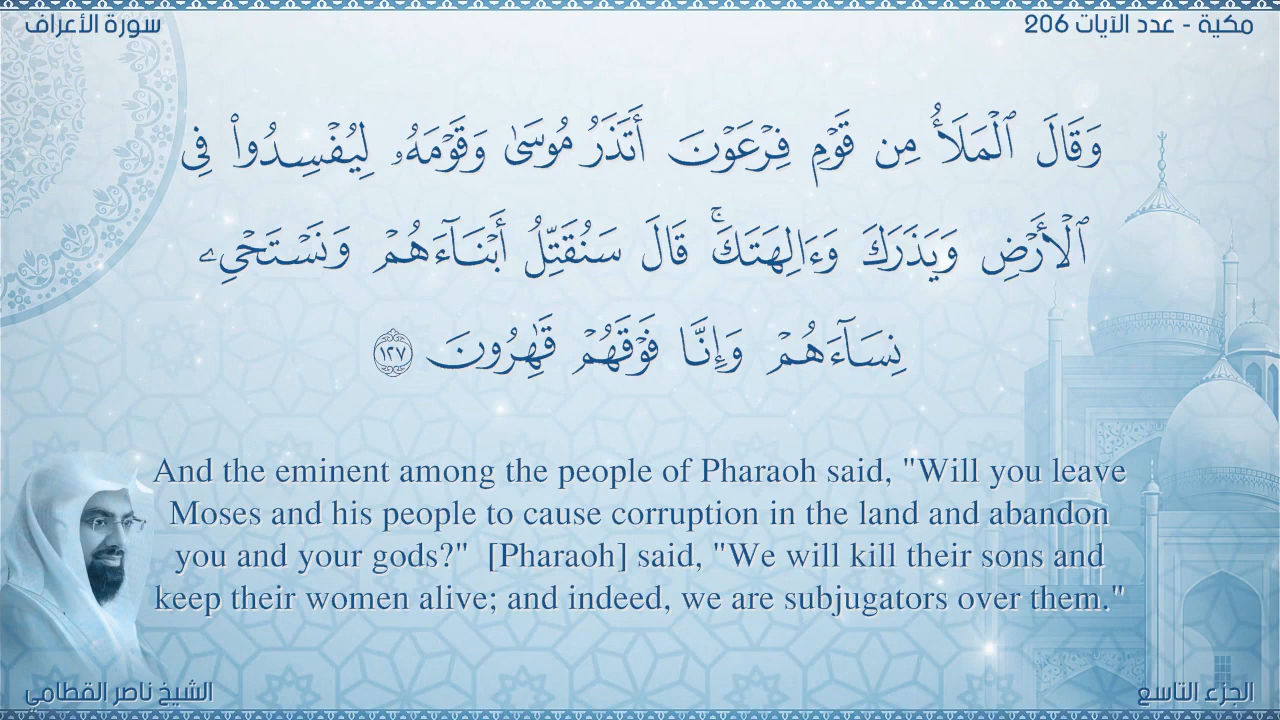 مكية - عدد الآيات 206
سورة الأعراف
وَقَالَ ٱلْمَلَأُ مِن قَوْمِ فِرْعَوْنَ أَتَذَرُ مُوسَىٰ وَقَوْمَهُۥ لِيُفْسِدُوا۟ فِى
ٱلْأَرْضِ وَيَذَرَكَ وَءَالِهَتَكَ ۚ قَالَ سَنُقَتِّلُ أَبْنَآءَهُمْ وَنَسْتَحْىِۦ
نِسَآءَهُمْ وَإِنَّا فَوْقَهُمْ قَٰهِرُونَ ١٢٧
And the eminent among the people of Pharaoh said, "Will you leave
Moses and his people to cause corruption in the land and abandon
you and your gods?"  [Pharaoh] said, "We will kill their sons and
keep their women alive; and indeed, we are subjugators over them."
الجزء التاسع
الشيخ ناصر القطامي